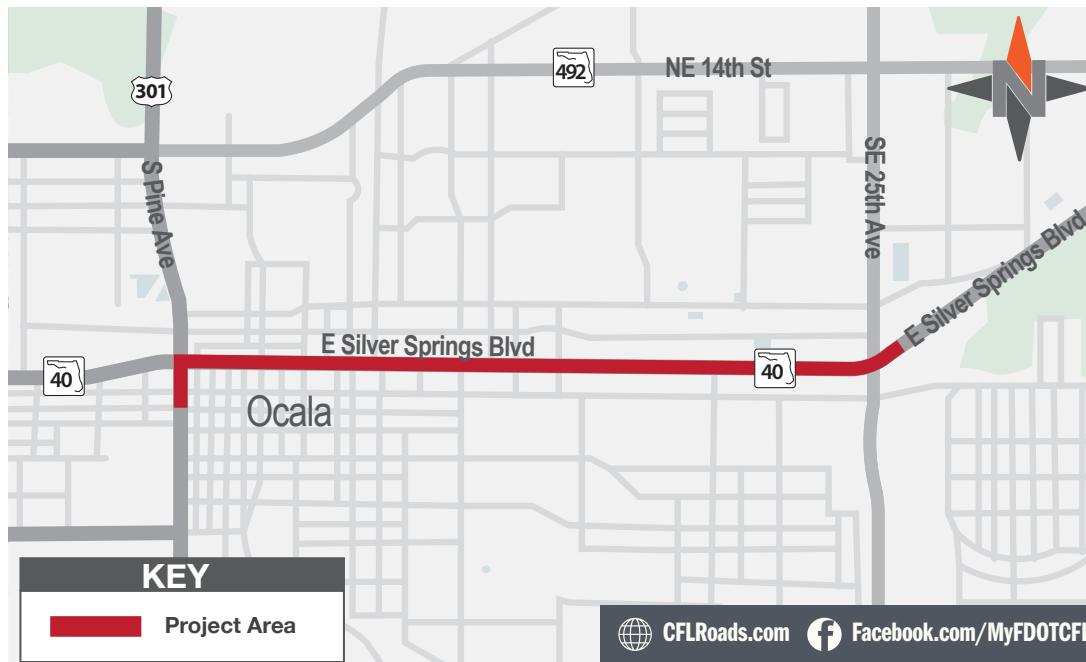 492
NE 14th St
301
N
S Pine Ave
SE 25th Ave
E Silver Springs Blvd
E Silver Springs Blvd
40
40
Ocala
KEY
Project Area
CFLRoads.com
Facebook.com/MyFDOTCFL